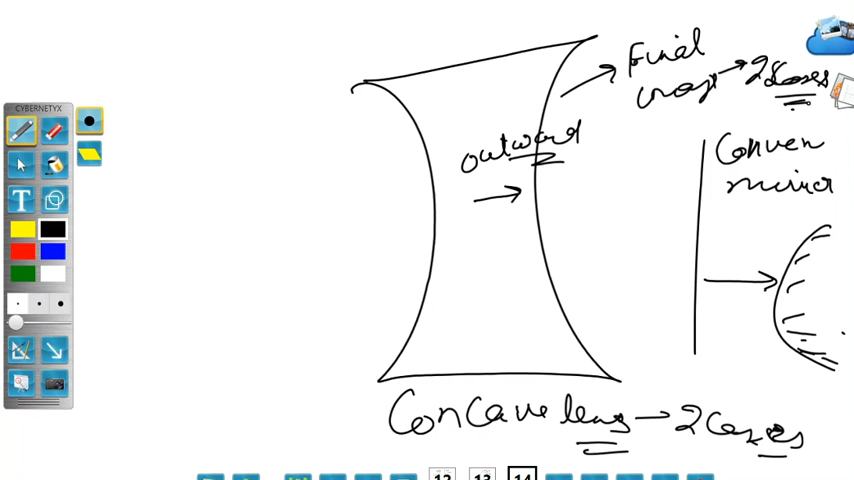 CYBERNETYX
T
Final
image → 2 Cases
outward
Convex
mirror
Concave lens → 2 Cases
12 13 14